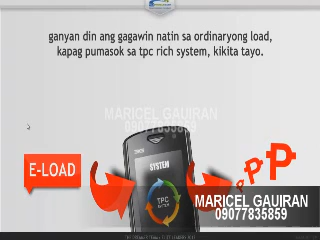 ganyan din ang gagawin natin sa ordinaryong load,
kapag pumasok sa tpc rich system, kikita tayo.
MARICEL GAUIRAN
09077835859
E-LOAD
SYSTEM
TPC
P P P
MARICEL GAUIRAN
09077835859